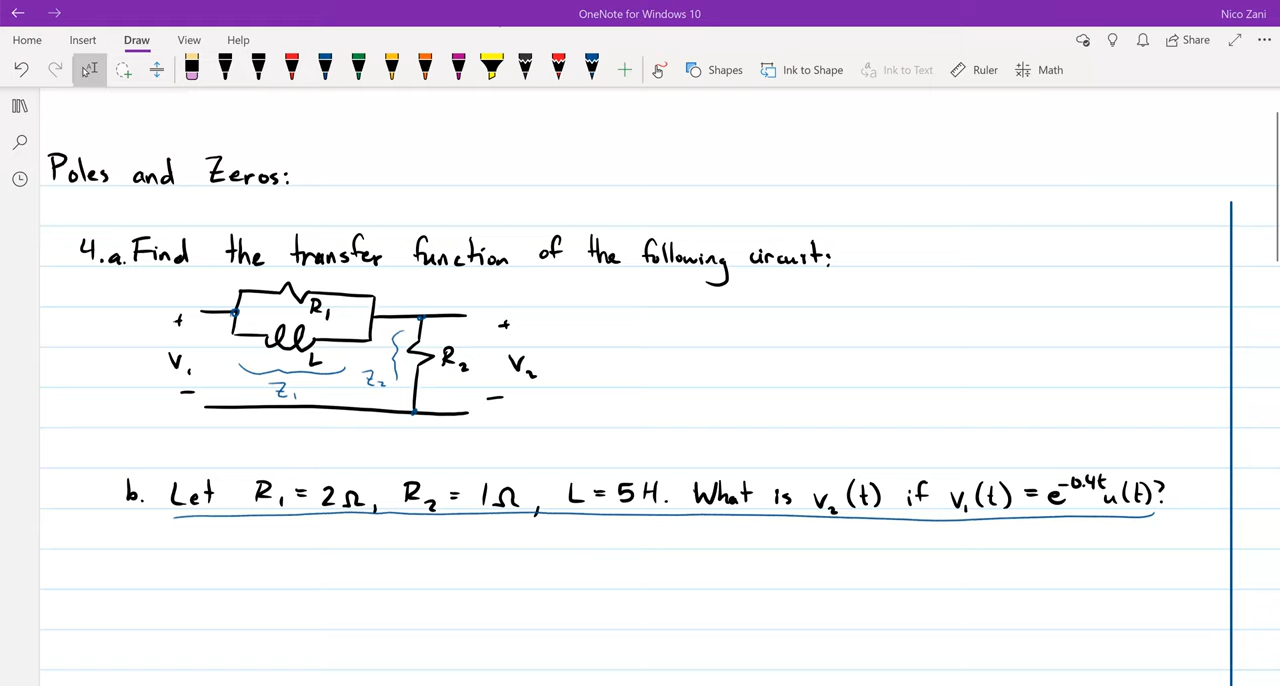 OneNote for Windows 10
Nico Zani
Home Insert Draw View Help
Share
Shapes Ink to Shape Ink to Text Ruler Math
Poles and Zeros:
4.a. Find the transfer function of the following circuit:
R₁
+ +
L
V₁ Z₂ R₂ V₂
Z₁
- -
b. Let R₁ = 2Ω, R₂ = 1Ω, L = 5 H. What is v₂(t) if v₁(t) = e^-0.4t u(t)?